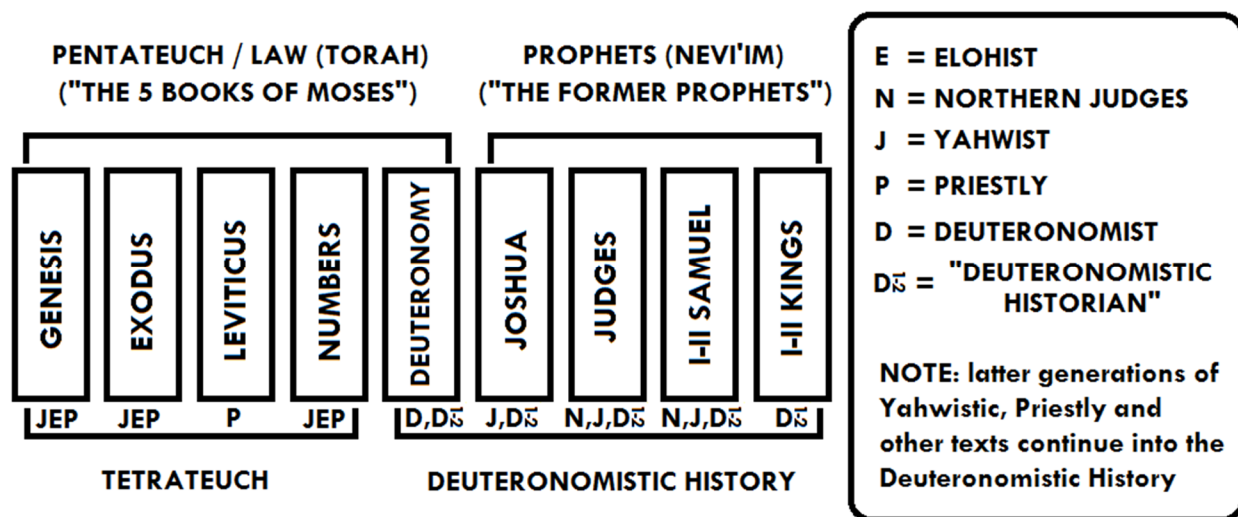 PENTATEUCH / LAW (TORAH)
("THE 5 BOOKS OF MOSES")
PROPHETS (NEVI'IM)
("THE FORMER PROPHETS")
GENESIS
EXODUS
LEVITICUS
NUMBERS
DEUTERONOMY
JOSHUA
JUDGES
I-II SAMUEL
I-II KINGS
JEP
JEP
P
JEP
D,D
J,D
N,J,D
N,J,D
D
TETRATEUCH
DEUTERONOMISTIC HISTORY
E = ELOHIST
N = NORTHERN JUDGES
J = YAHWIST
P = PRIESTLY
D = DEUTERONOMIST
D = "DEUTERONOMISTIC
HISTORIAN"
NOTE: latter generations of
Yahwistic, Priestly and
other texts continue into the
Deuteronomistic History